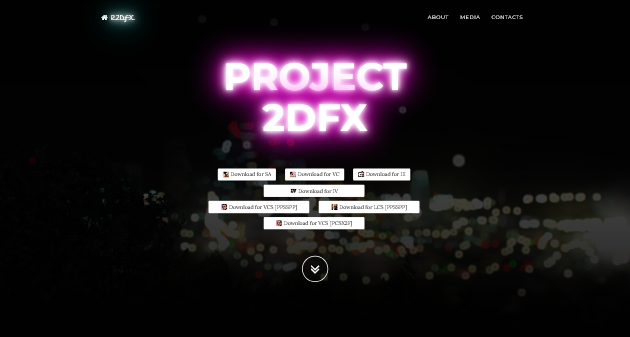 2DFX
ABOUT MEDIA CONTACTS
PROJECT
2DFX
Download for SA Download for VC Download for III
Download for IV
Download for VCS [PPSSPP] Download for LCS [PPSSPP]
Download for VCS [PCSX2F]